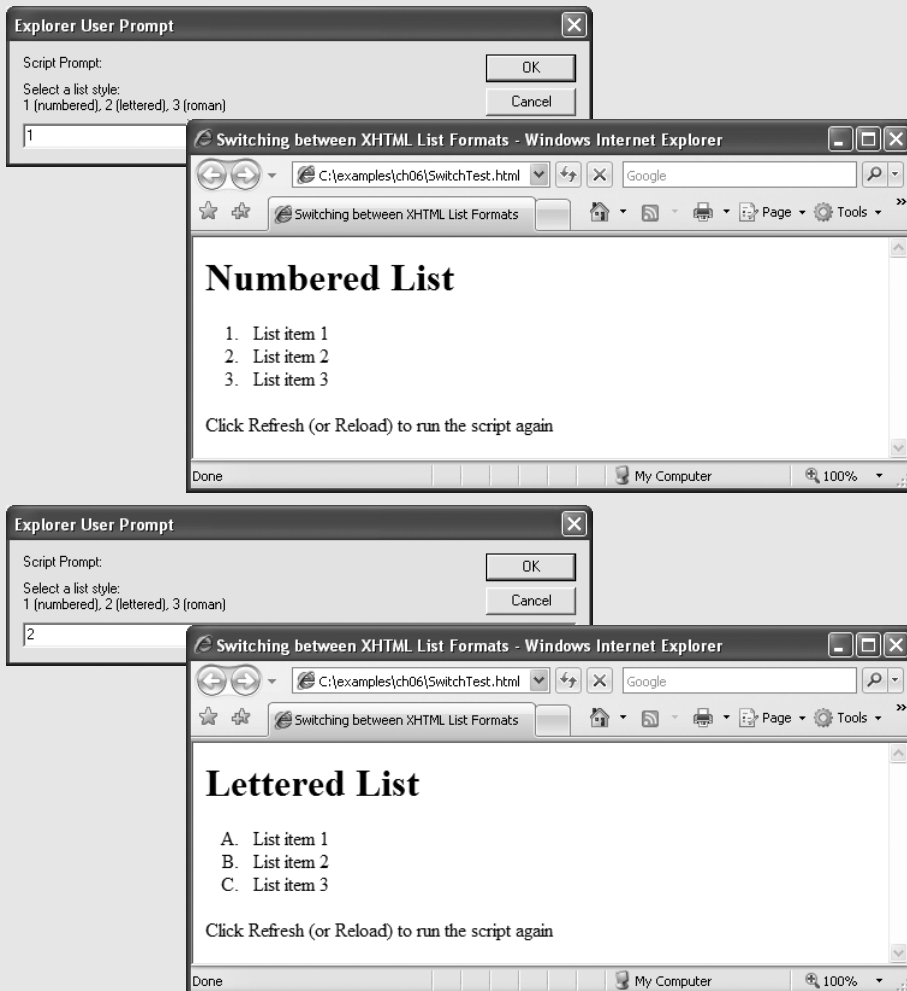 Explorer User Prompt
Script Prompt:
OK
Select a list style:
1 (numbered), 2 (lettered), 3 (roman)
Cancel
1
Switching between XHTML List Formats - Windows Internet Explorer
C:\examples\ch06\SwitchTest.html
Google
Switching between XHTML List Formats
Page
Tools
»
Numbered List
1. List item 1
2. List item 2
3. List item 3
Click Refresh (or Reload) to run the script again
Done
My Computer
100%
Explorer User Prompt
Script Prompt:
OK
Select a list style:
1 (numbered), 2 (lettered), 3 (roman)
Cancel
2
Switching between XHTML List Formats - Windows Internet Explorer
C:\examples\ch06\SwitchTest.html
Google
Switching between XHTML List Formats
Page
Tools
»
Lettered List
A. List item 1
B. List item 2
C. List item 3
Click Refresh (or Reload) to run the script again
Done
My Computer
100%